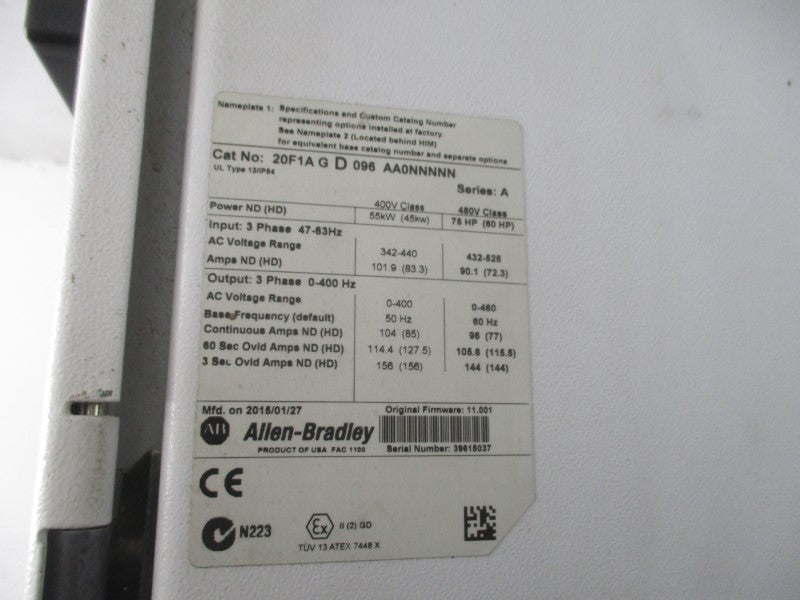 Nameplate 1: Specifications and Custom Catalog Number
representing options installed at factory.
See Nameplate 2 (Located behind HIM)
for equivalent base catalog number and separate options
Cat No: 20F1A G D 096 AA0NNNNN
UL Type 12/IP54
Series: A
400V Class 480V Class
Power ND (HD) 55kW (45kw) 75 HP (60 HP)
Input: 3 Phase 47-63Hz
AC Voltage Range 342-440 432-528
Amps ND (HD) 101.9 (83.3) 90.1 (72.3)
Output: 3 Phase 0-400 Hz
AC Voltage Range 0-400 0-460
Base Frequency (default) 50 Hz 60 Hz
Continuous Amps ND (HD) 104 (85) 96 (77)
60 Sec Ovld Amps ND (HD) 114.4 (127.5) 105.6 (115.5)
3 Sec Ovld Amps ND (HD) 156 (156) 144 (144)
Mfd. on 2015/01/27 Original Firmware: 11.001
AB Allen-Bradley
PRODUCT OF USA FAC 1100 Serial Number: 39615037
CE
N223 Ex II (2) GD
TÜV 13 ATEX 7448 X